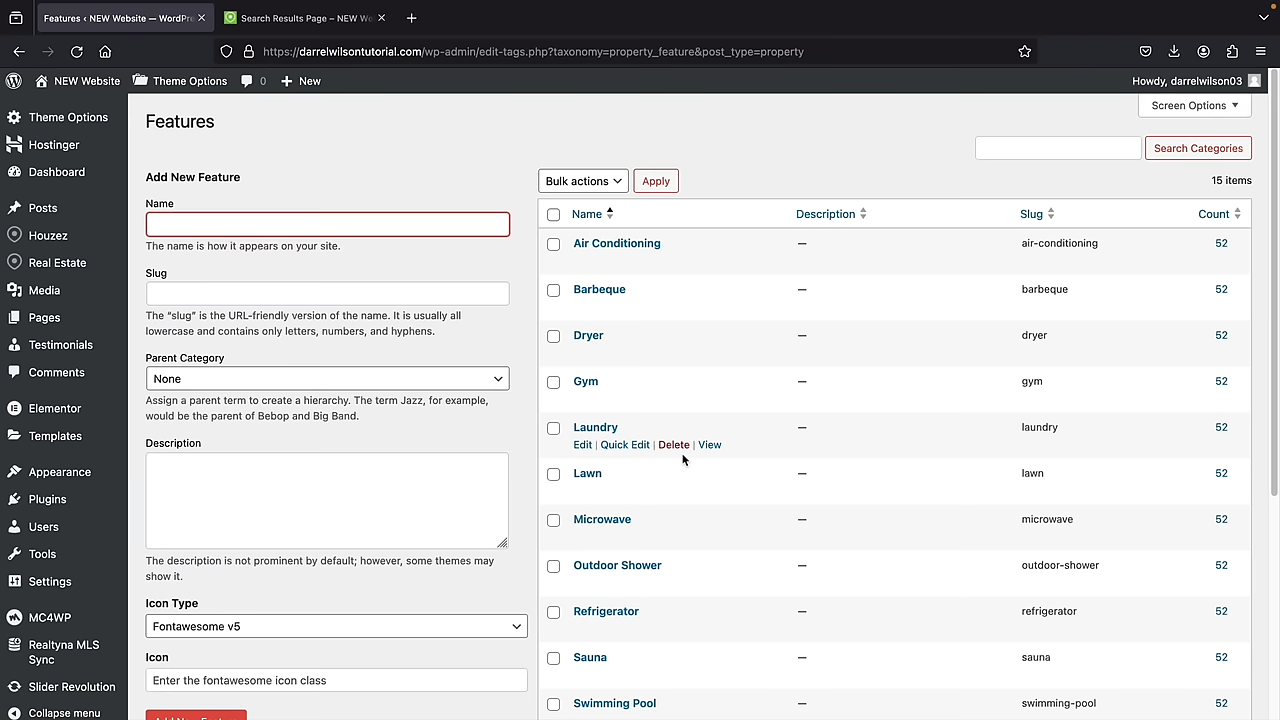 Features ‹ NEW Website — WordPre
Search Results Page – NEW We
https://darrelwilsontutorial.com/wp-admin/edit-tags.php?taxonomy=property_feature&post_type=property
NEW Website
Theme Options
0
New
Howdy, darrelwilson03
Theme Options
Hostinger
Dashboard
Posts
Houzez
Real Estate
Media
Pages
Testimonials
Comments
Elementor
Templates
Appearance
Plugins
Users
Tools
Settings
MC4WP
Realtyna MLS
Sync
Slider Revolution
Collapse menu
Screen Options
Features
Search Categories
Add New Feature
Name
The name is how it appears on your site.
Slug
The “slug” is the URL-friendly version of the name. It is usually all
lowercase and contains only letters, numbers, and hyphens.
Parent Category
None
Assign a parent term to create a hierarchy. The term Jazz, for example,
would be the parent of Bebop and Big Band.
Description
The description is not prominent by default; however, some themes may
show it.
Icon Type
Fontawesome v5
Icon
Enter the fontawesome icon class
Add New Feature
Bulk actions
Apply
15 items
Name Description Slug Count
Air Conditioning — air-conditioning 52
Barbeque — barbeque 52
Dryer — dryer 52
Gym — gym 52
Laundry — laundry 52
Edit | Quick Edit | Delete | View
Lawn — lawn 52
Microwave — microwave 52
Outdoor Shower — outdoor-shower 52
Refrigerator — refrigerator 52
Sauna — sauna 52
Swimming Pool — swimming-pool 52